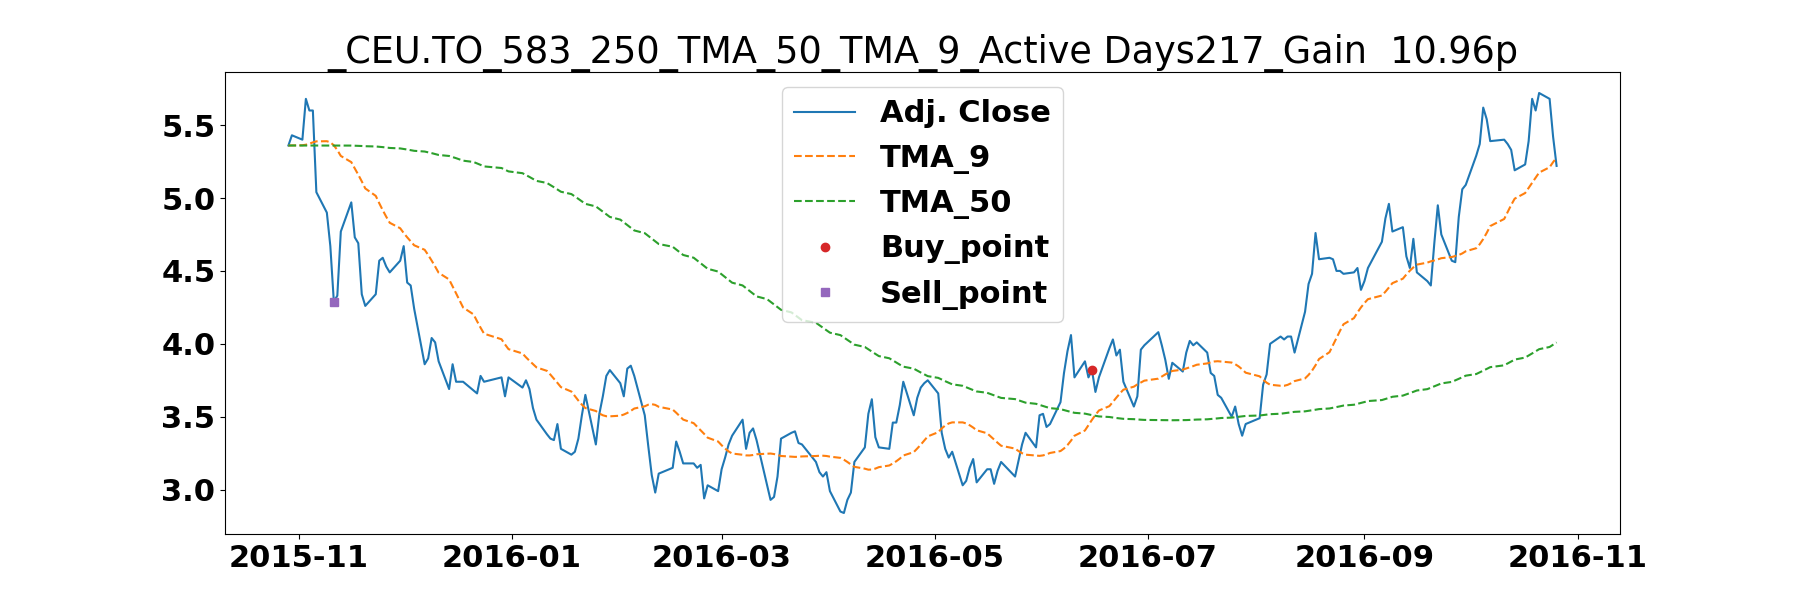 _CEU.TO_583_250_TMA_50_TMA_9_Active Days217_Gain  10.96p
Adj. Close
TMA_9
TMA_50
Buy_point
Sell_point
5.5
5.0
4.5
4.0
3.5
3.0
2015-11
2016-01
2016-03
2016-05
2016-07
2016-09
2016-11